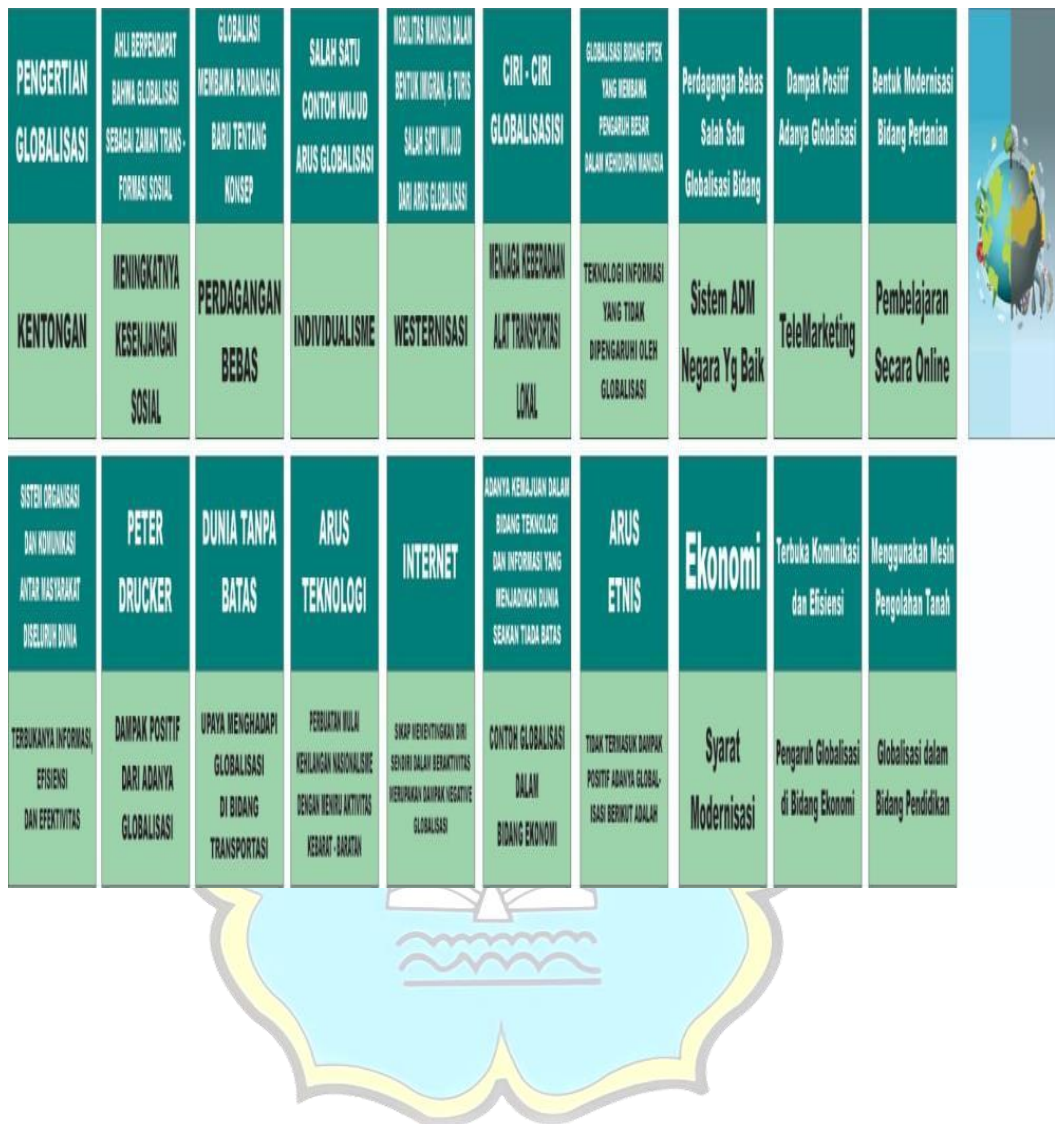 PENGERTIAN
GLOBALISASI
AHLI BERPENDAPAT
BAHWA GLOBALISASI
SEBAGAI ZAMAN TRANS -
FORMASI SOSIAL
GLOBALIASI
MEMBAWA PANDANGAN
BARU TENTANG
KONSEP
SALAH SATU
CONTOH WUJUD
ARUS GLOBALISASI
MOBILITAS MANUSIA DALAM
BENTUK IMIGRAN, & TURIS
SALAH SATU WUJUD
DARI ARUS GLOBALISASI
CIRI - CIRI
GLOBALISASISI
GLOBALISASI BIDANG IPTEK
YANG MEMBAWA
PENGARUH BESAR
DALAM KEHIDUPAN MANUSIA
Perdagangan Bebas
Salah Satu
Globalisasi Bidang
Dampak Positif
Adanya Globalisasi
Bentuk Modernisasi
Bidang Pertanian
KENTONGAN
MENINGKATNYA
KESENJANGAN
SOSIAL
PERDAGANGAN
BEBAS
INDIVIDUALISME
WESTERNISASI
MENJAGA KEBERADAAN
ALAT TRANSPORTASI
LOKAL
TEKNOLOGI INFORMASI
YANG TIDAK
DIPENGARUHI OLEH
GLOBALISASI
Sistem ADM
Negara Yg Baik
TeleMarketing
Pembelajaran
Secara Online
SISTEM ORGANISASI
DAN KOMUNIKASI
ANTAR MASYARAKAT
DISELURUH DUNIA
PETER
DRUCKER
DUNIA TANPA
BATAS
ARUS
TEKNOLOGI
INTERNET
ADANYA KEMAJUAN DALAM
BIDANG TEKNOLOGI
DAN INFORMASI YANG
MENJADIKAN DUNIA
SEAKAN TIADA BATAS
ARUS
ETNIS
Ekonomi
Terbuka Komunikasi
dan Efisiensi
Menggunakan Mesin
Pengolahan Tanah
TERBUKANYA INFORMASI,
EFISIENSI
DAN EFEKTIVITAS
DAMPAK POSITIF
DARI ADANYA
GLOBALISASI
UPAYA MENGHADAPI
GLOBALISASI
DI BIDANG
TRANSPORTASI
PERBUATAN MULAI
KEHILANGAN NASIONALISME
DENGAN MENIRU AKTIVITAS
KEBARAT - BARATAN
SIKAP MEMENTINGKAN DIRI
SENDIRI DALAM BERAKTIVITAS
MERUPAKAN DAMPAK NEGATIVE
GLOBALISASI
CONTOH GLOBALISASI
DALAM
BIDANG EKONOMI
TIDAK TERMASUK DAMPAK
POSITIF ADANYA GLOBAL-
ISASI BERIKUT ADALAH
Syarat
Modernisasi
Pengaruh Globalisasi
di Bidang Ekonomi
Globalisasi dalam
Bidang Pendidikan